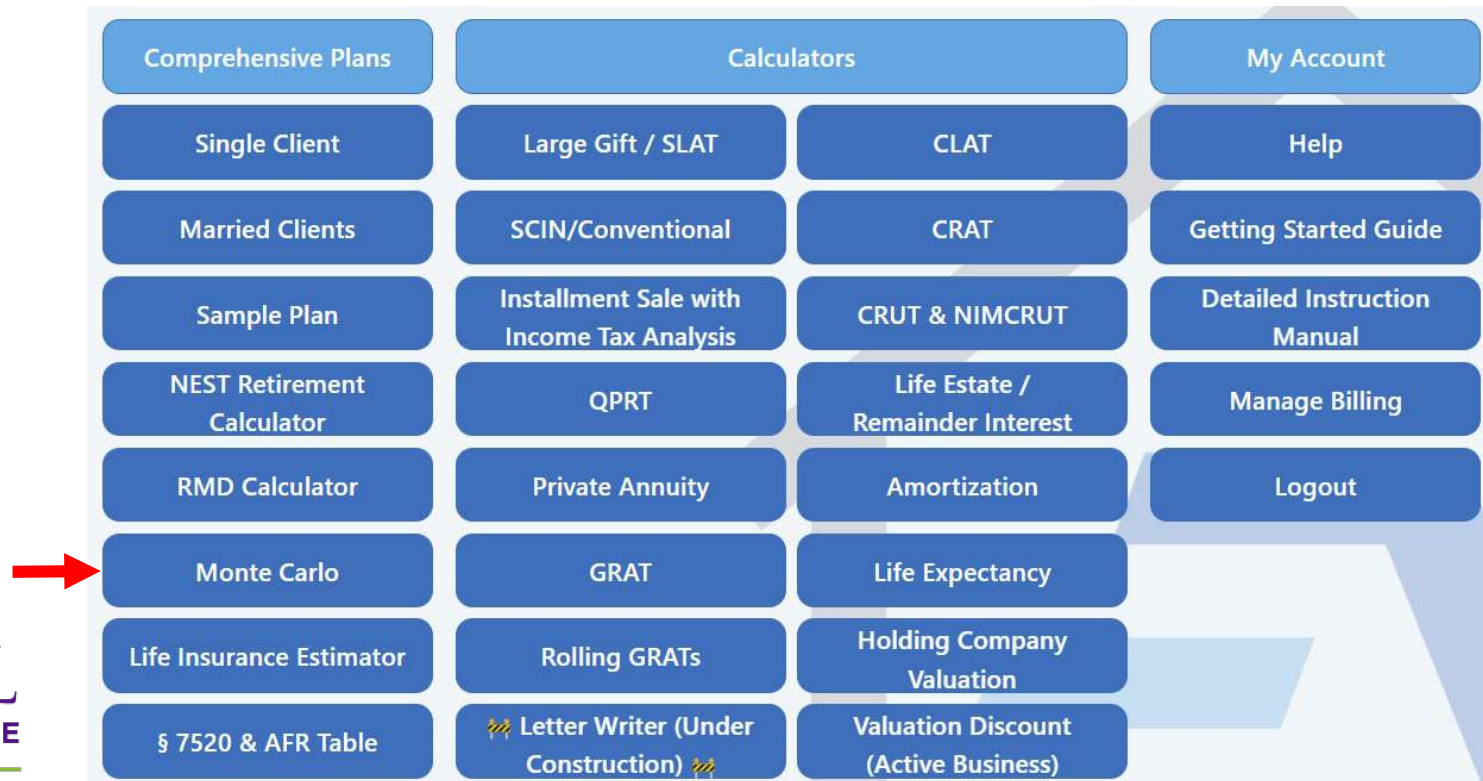 Comprehensive Plans
Calculators
My Account
Single Client
Large Gift / SLAT
CLAT
Help
Married Clients
SCIN/Conventional
CRAT
Getting Started Guide
Sample Plan
Installment Sale with
Income Tax Analysis
CRUT & NIMCRUT
Detailed Instruction
Manual
NEST Retirement
Calculator
QPRT
Life Estate /
Remainder Interest
Manage Billing
RMD Calculator
Private Annuity
Amortization
Logout
Monte Carlo
GRAT
Life Expectancy
Life Insurance Estimator
Rolling GRATs
Holding Company
Valuation
§ 7520 & AFR Table
🚧 Letter Writer (Under
Construction) 🚧
Valuation Discount
(Active Business)
E